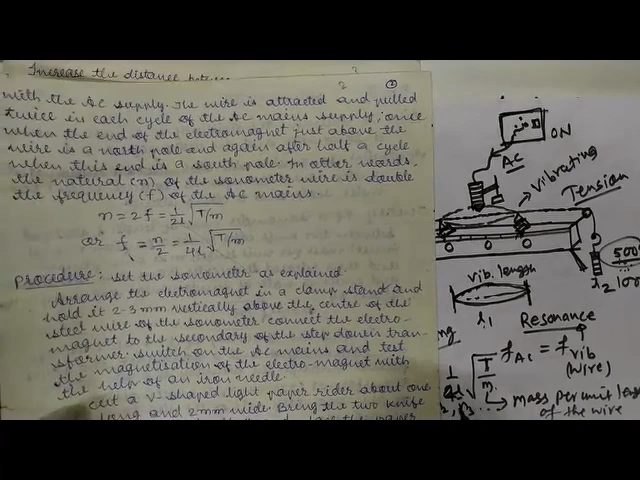 Increase the distance between
2
2
with the AC supply. The wire is attracted and pulled
twice in each cycle of the AC mains supply; once
when the end of the electromagnet just above the
wire is a north pole and again after half a cycle
when this end is a south pole. In other words,
the natural (n) of the sonometer wire is double
the frequency (f) of the AC mains.
n = 2f = 1/2l √T/m
or f = n/2 = 1/4l √T/m
Procedure: Set the sonometer as explained.
Arrange the electromagnet in a clamp stand and
hold it 2-3 mm vertically above the centre of the
steel wire of the sonometer. Connect the electro-
magnet to the secondary of the step down tran-
sformer. Switch on the AC mains and test
the magnetisation of the electro-magnet with
the help of an iron needle.
Cut a V-shaped light paper rider about one
long and 2 mm wide. Bring the two knife
the paper
ON
AC
Vibrating
Tension
500
100
vib. length
l1
Resonance
f AC = f vib
(wire)
√T/m
mass per unit leng
of the wire